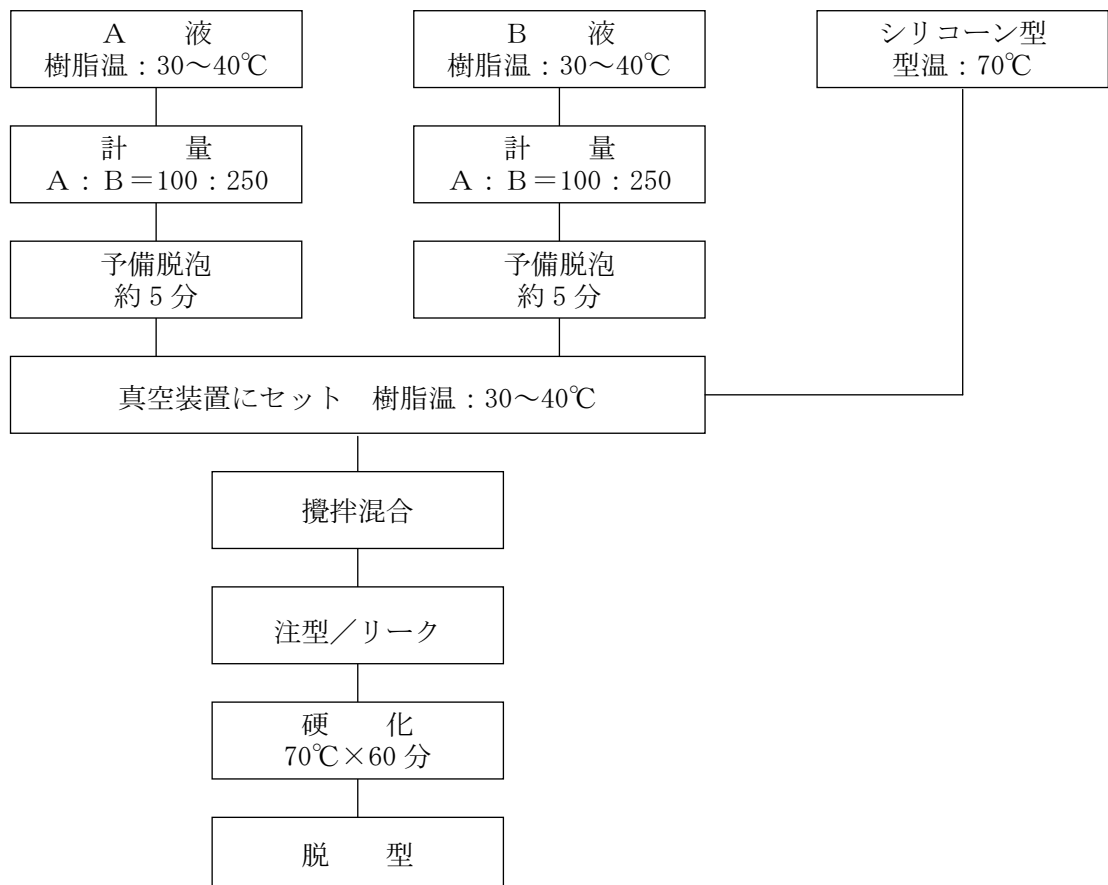 A 液
樹脂温：30～40℃
B 液
樹脂温：30～40℃
シリコーン型
型温：70℃
計 量
A：B＝100：250
計 量
A：B＝100：250
予備脱泡
約 5 分
予備脱泡
約 5 分
真空装置にセット 樹脂温：30～40℃
攪拌混合
注型／リーク
硬 化
70℃×60 分
脱 型